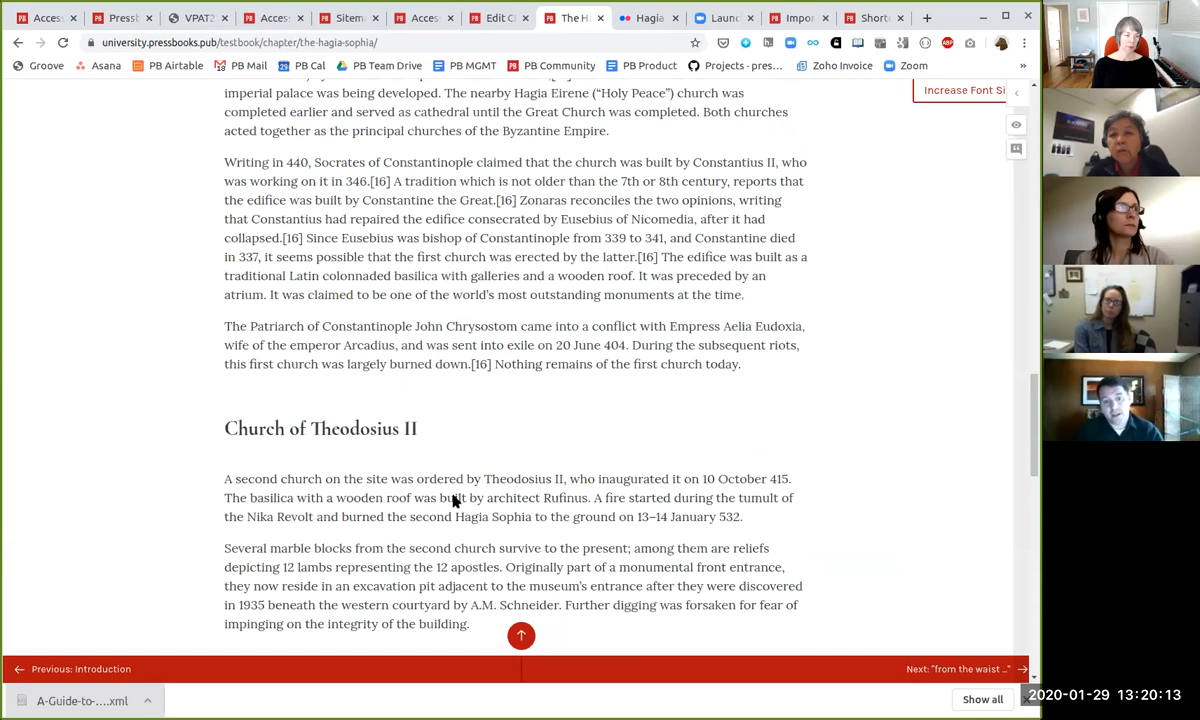 Access
Pressb
VPAT2
Access
Sitem
Access
Edit Cl
The H
Hagia
Laun
Impor
Short
university.pressbooks.pub/testbook/chapter/the-hagia-sophia/
Groove
Asana
PB Airtable
PB Mail
PB Cal
PB Team Drive
PB MGMT
PB Community
PB Product
Projects - pres...
Zoho Invoice
Zoom
»
Increase Font Si
imperial palace was being developed. The nearby Hagia Eirene (“Holy Peace”) church was
completed earlier and served as cathedral until the Great Church was completed. Both churches
acted together as the principal churches of the Byzantine Empire.
Writing in 440, Socrates of Constantinople claimed that the church was built by Constantius II, who
was working on it in 346.[16] A tradition which is not older than the 7th or 8th century, reports that
the edifice was built by Constantine the Great.[16] Zonaras reconciles the two opinions, writing
that Constantius had repaired the edifice consecrated by Eusebius of Nicomedia, after it had
collapsed.[16] Since Eusebius was bishop of Constantinople from 339 to 341, and Constantine died
in 337, it seems possible that the first church was erected by the latter.[16] The edifice was built as a
traditional Latin colonnaded basilica with galleries and a wooden roof. It was preceded by an
atrium. It was claimed to be one of the world’s most outstanding monuments at the time.
The Patriarch of Constantinople John Chrysostom came into a conflict with Empress Aelia Eudoxia,
wife of the emperor Arcadius, and was sent into exile on 20 June 404. During the subsequent riots,
this first church was largely burned down.[16] Nothing remains of the first church today.
Church of Theodosius II
A second church on the site was ordered by Theodosius II, who inaugurated it on 10 October 415.
The basilica with a wooden roof was built by architect Rufinus. A fire started during the tumult of
the Nika Revolt and burned the second Hagia Sophia to the ground on 13–14 January 532.
Several marble blocks from the second church survive to the present; among them are reliefs
depicting 12 lambs representing the 12 apostles. Originally part of a monumental front entrance,
they now reside in an excavation pit adjacent to the museum’s entrance after they were discovered
in 1935 beneath the western courtyard by A.M. Schneider. Further digging was forsaken for fear of
impinging on the integrity of the building.
← Previous: Introduction
Next: "from the waist ..." →
A-Guide-to-....xml
Show all
2020-01-29 13:20:13